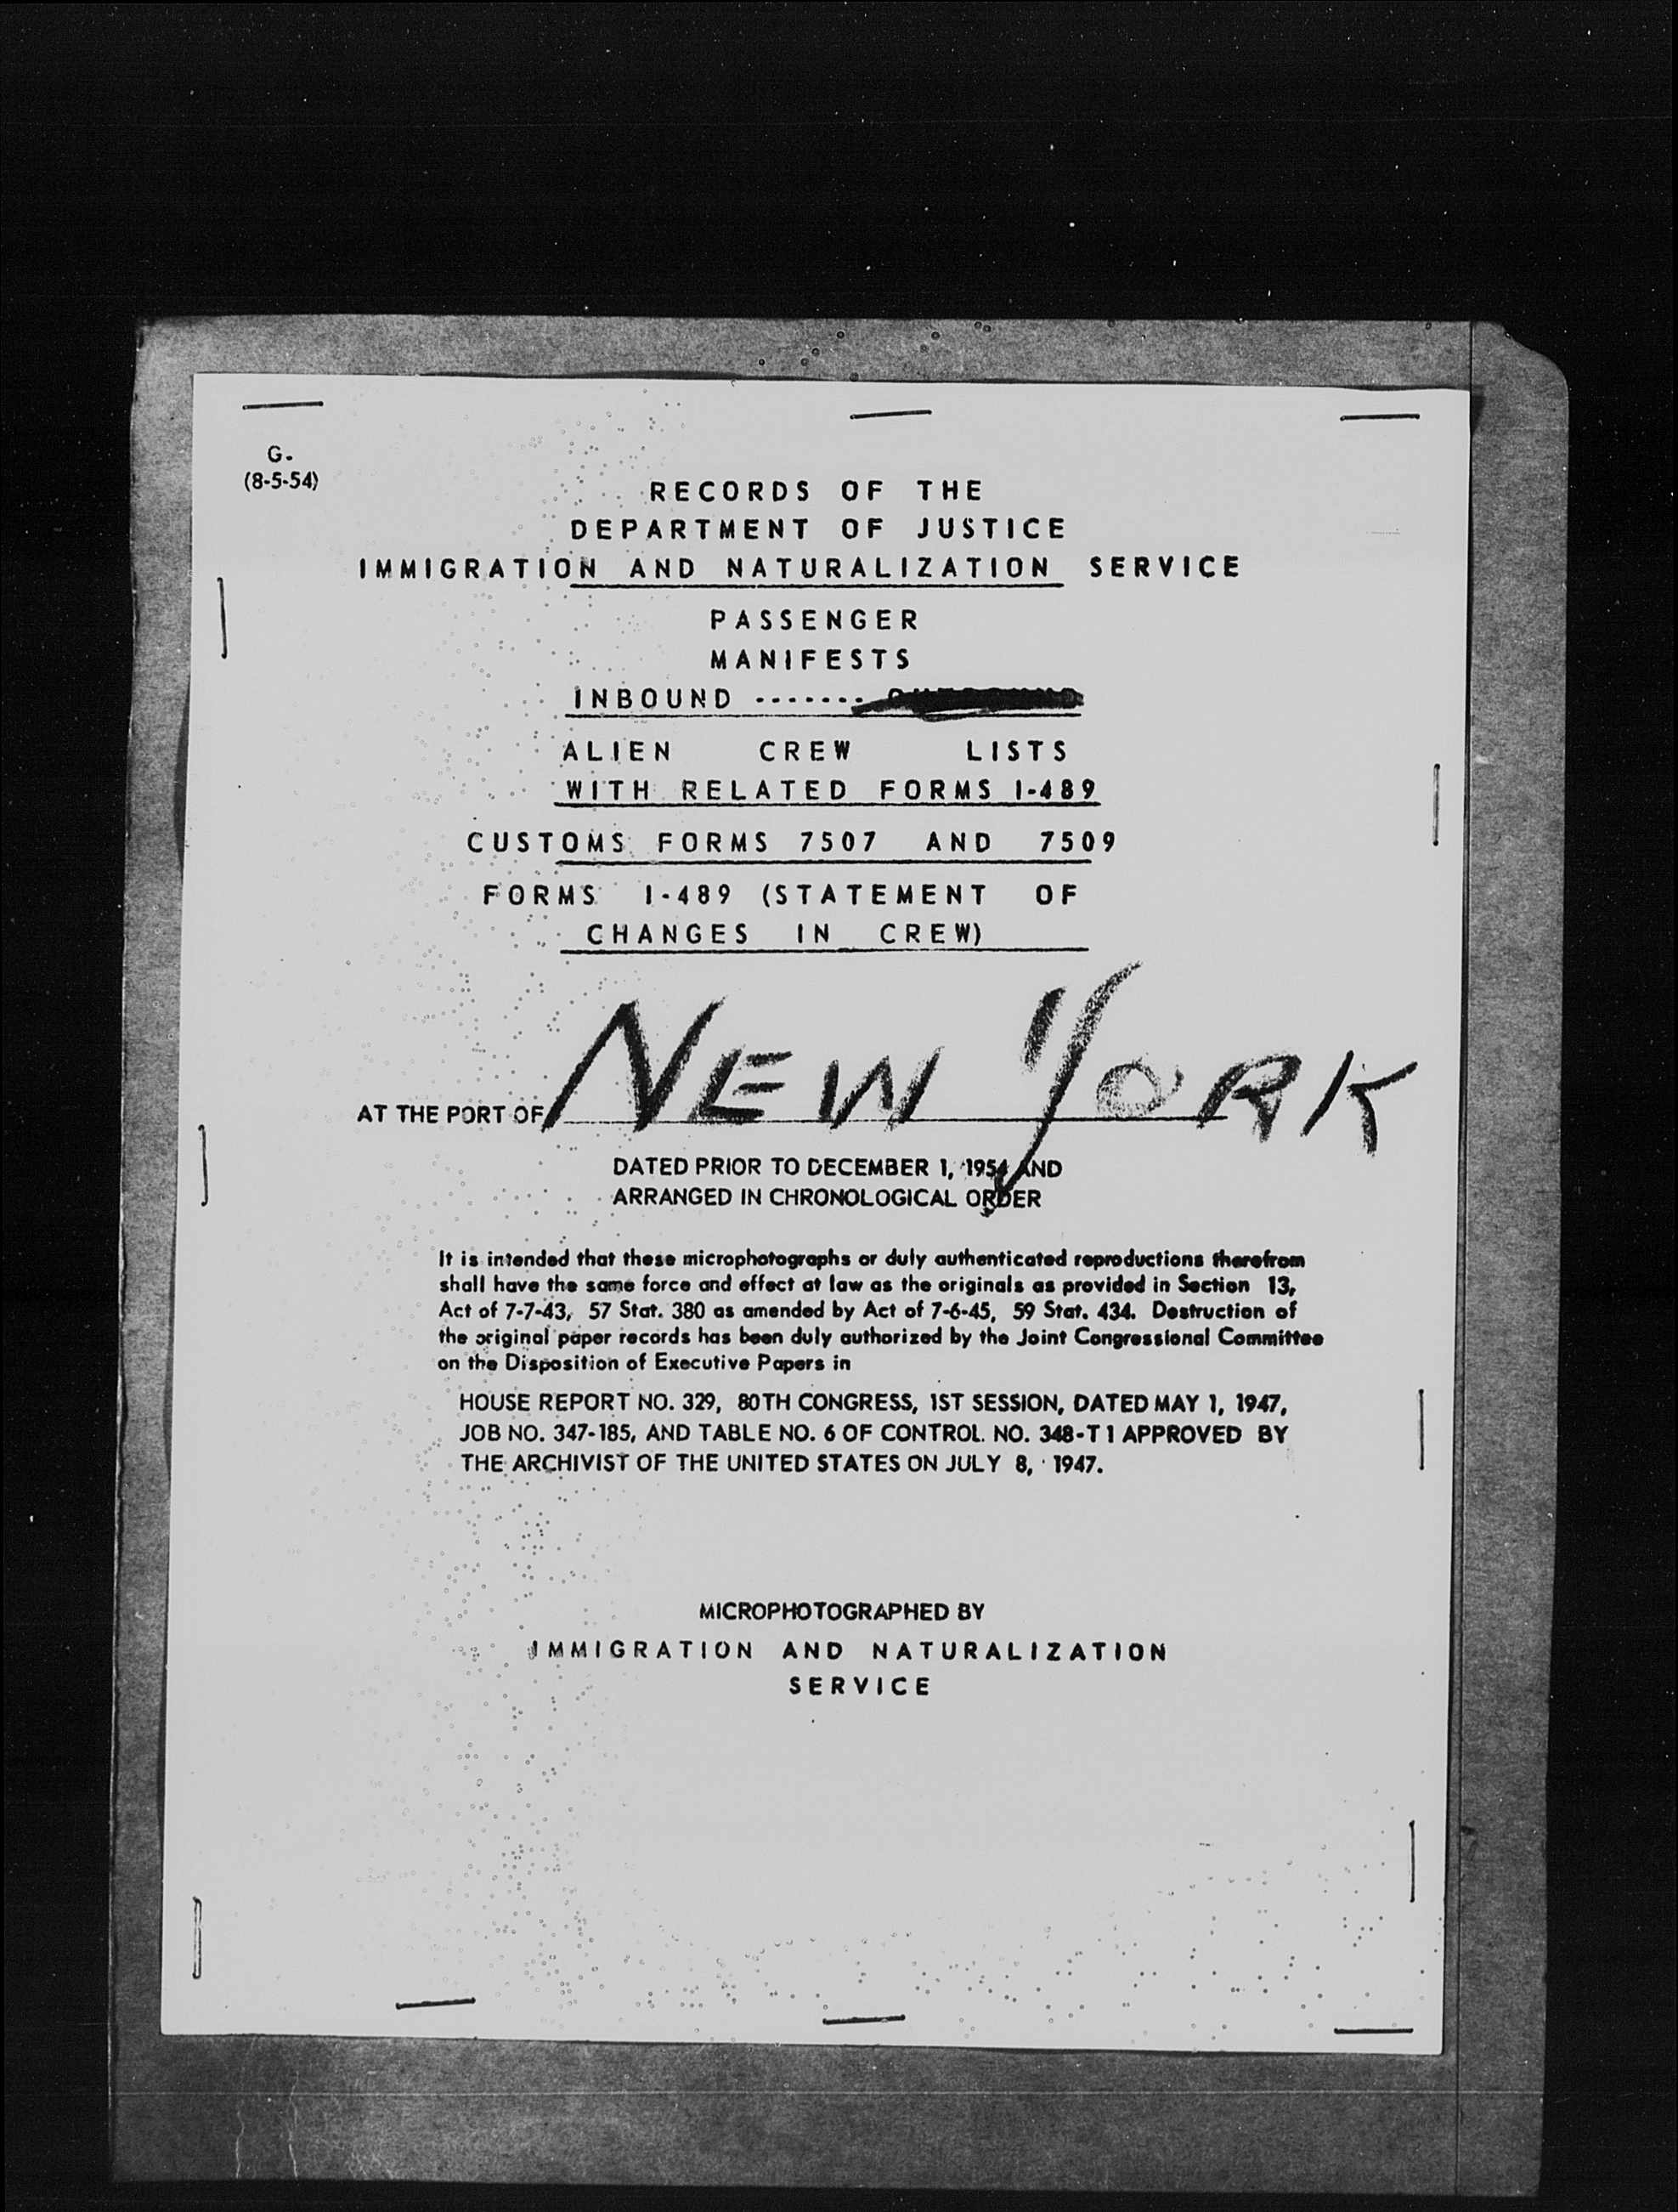 G-
(8-5-54)
RECORDS OF THE
DEPARTMENT OF JUSTICE
IMMIGRATION AND NATURALIZATION SERVICE
PASSENGER
MANIFESTS
INBOUND -------
ALIEN CREW LISTS
WITH RELATED FORMS I-489
CUSTOMS FORMS 7507 AND 7509
FORMS I-489 (STATEMENT OF
CHANGES IN CREW)
AT THE PORT OF NEW YORK
DATED PRIOR TO DECEMBER 1, 1954 AND
ARRANGED IN CHRONOLOGICAL ORDER
It is intended that these microphotographs or duly authenticated reproductions therefrom
shall have the same force and effect at law as the originals as provided in Section 13,
Act of 7-7-43, 57 Stat. 380 as amended by Act of 7-6-45, 59 Stat. 434. Destruction of
the original paper records has been duly authorized by the Joint Congressional Committee
on the Disposition of Executive Papers in
HOUSE REPORT NO. 329, 80TH CONGRESS, 1ST SESSION, DATED MAY 1, 1947,
JOB NO. 347-185, AND TABLE NO. 6 OF CONTROL NO. 348-T1 APPROVED BY
THE ARCHIVIST OF THE UNITED STATES ON JULY 8, 1947.
MICROPHOTOGRAPHED BY
IMMIGRATION AND NATURALIZATION
SERVICE